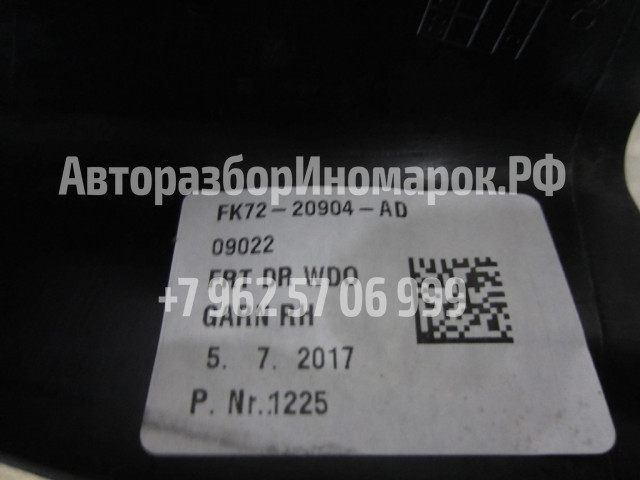 АвторазборИномарок.РФ
FK72-20904-AD
09022
FRT DR WDO
+7 962 57 06 999
GARN RH
5. 7. 2017
P. Nr.:1225